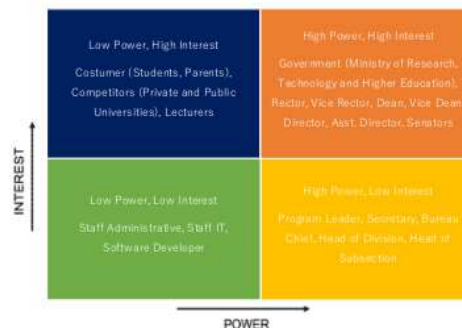 Low Power, High Interest
Costumer (Students, Parents),
Competitors (Private and Public
Universities), Lecturers
High Power, High Interest
Government (Ministry of Research,
Technology and Higher Education),
Rector, Vice Rector, Dean, Vice Dean
Director, Asst. Director, Senators
Low Power, Low Interest
Staff Administrative, Staff IT,
Software Developer
High Power, Low Interest
Program Leader, Secretary, Bureau
Chief, Head of Division, Head of
Subsection
INTEREST
POWER